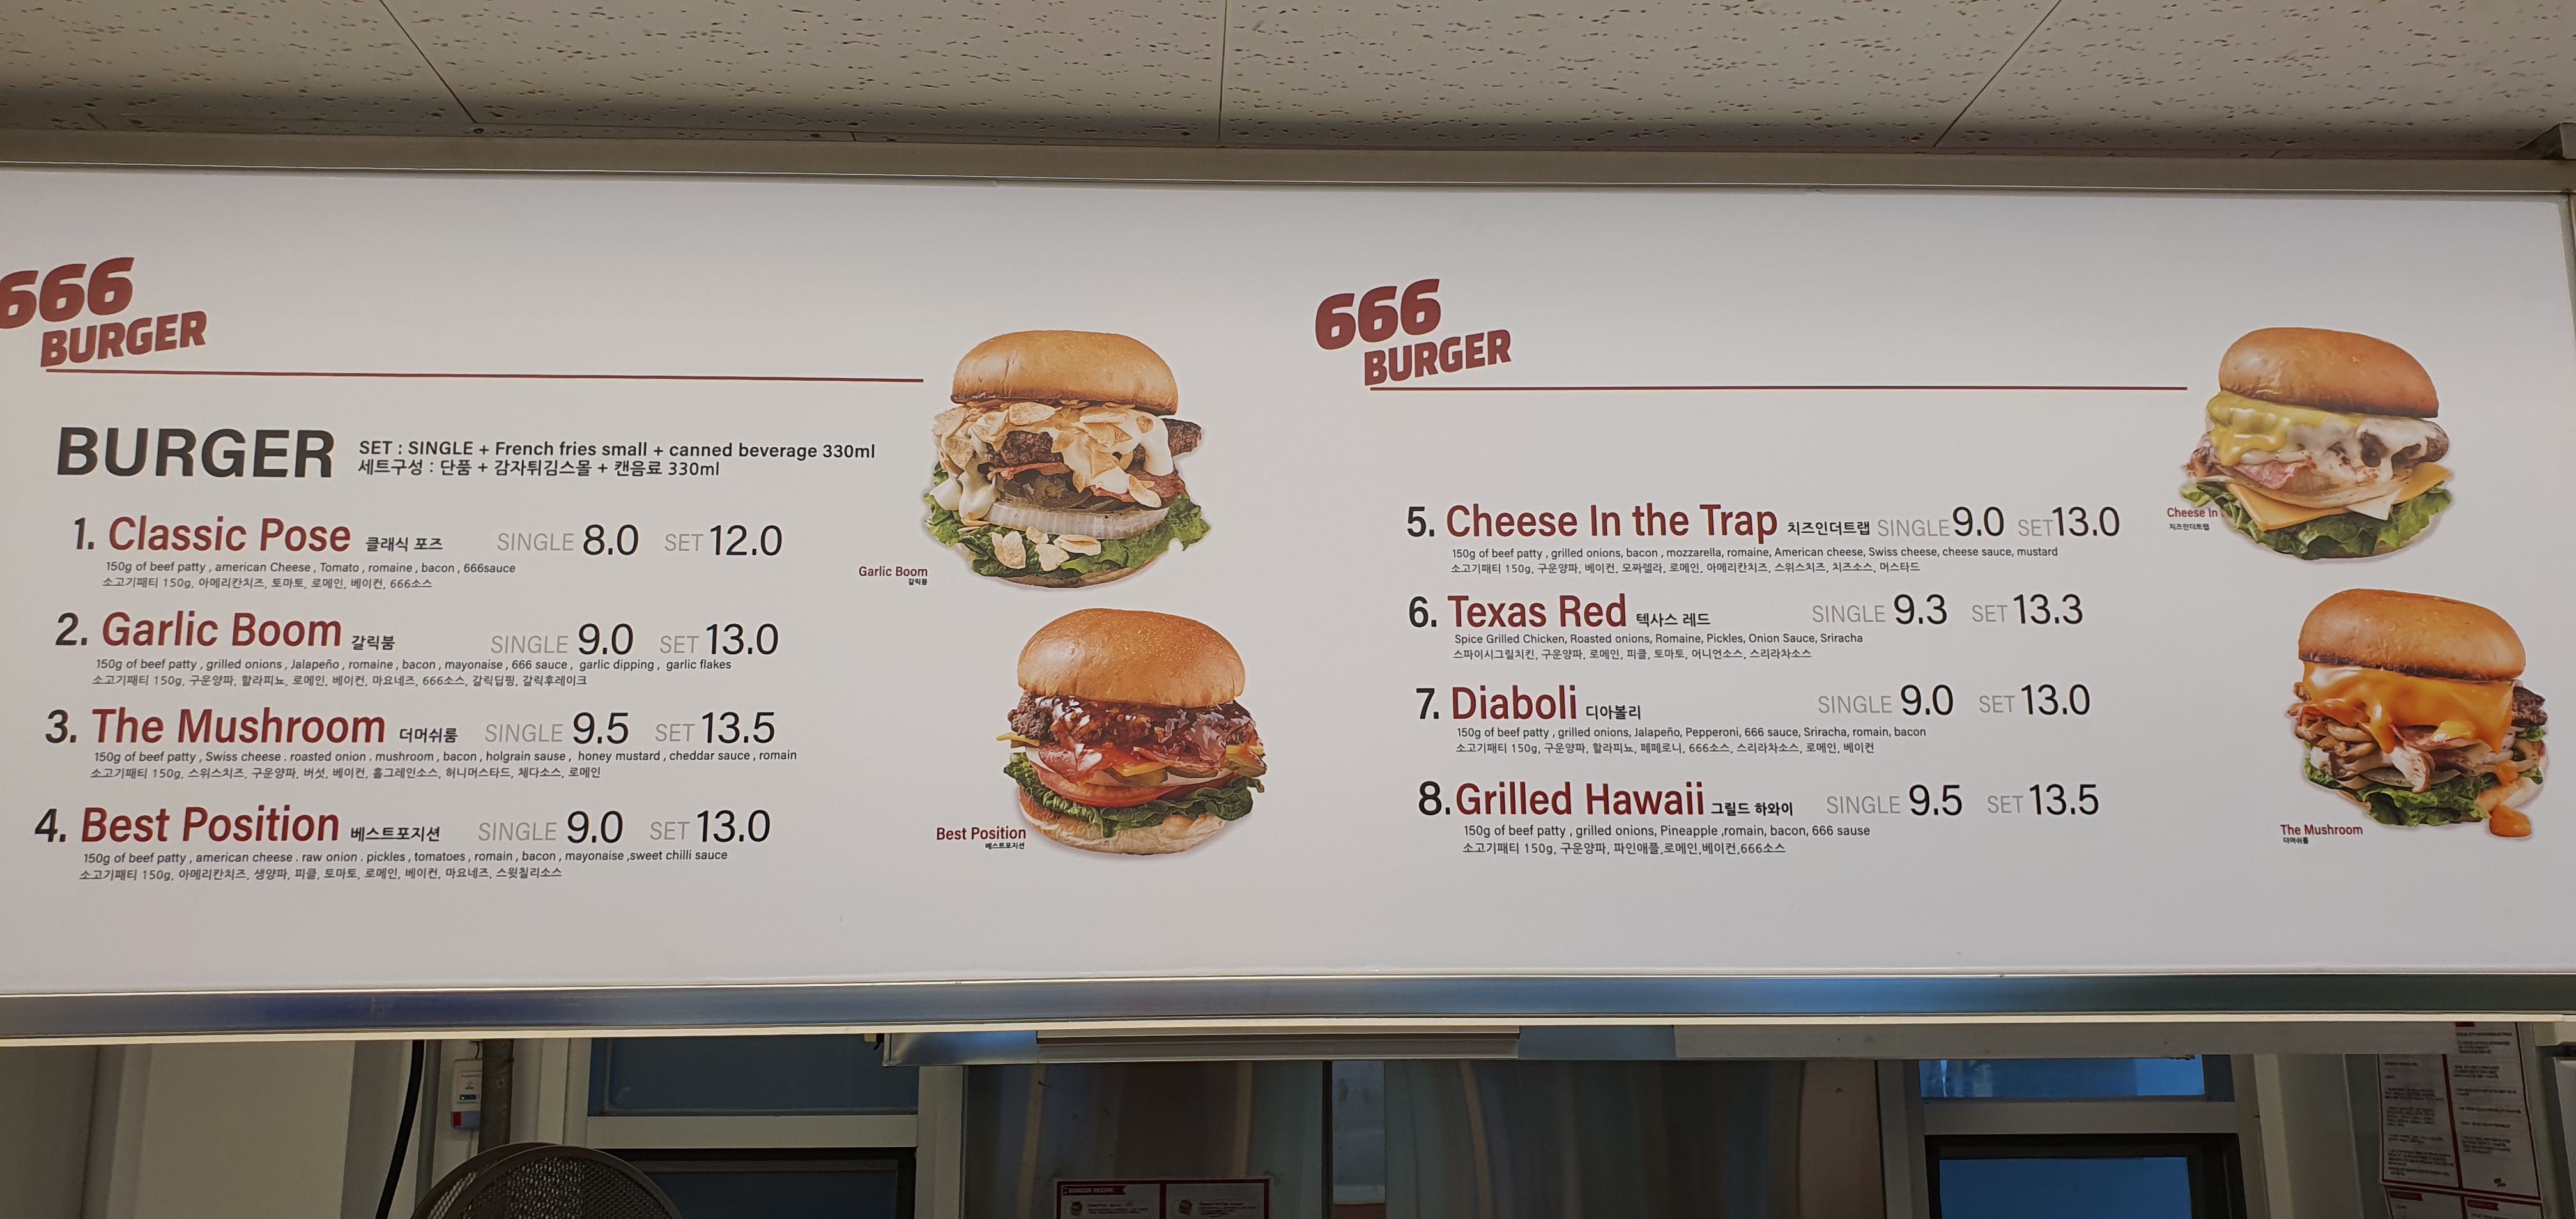 666
BURGER
BURGER
SET : SINGLE + French fries small + canned beverage 330ml
세트구성 : 단품 + 감자튀김스몰 + 캔음료 330ml
1. Classic Pose 클래식 포즈 SINGLE 8.0 SET 12.0
150g of beef patty , american Cheese , Tomato , romaine , bacon , 666sauce
소고기패티 150g, 아메리칸치즈, 토마토, 로메인, 베이컨, 666소스
2. Garlic Boom 갈릭붐 SINGLE 9.0 SET 13.0
150g of beef patty , grilled onions , Jalapeño , romaine , bacon , mayonaise , 666 sauce , garlic dipping , garlic flakes
소고기패티 150g, 구운양파, 할라피뇨, 로메인, 베이컨, 마요네즈, 666소스, 갈릭딥핑, 갈릭후레이크
3. The Mushroom 더머쉬룸 SINGLE 9.5 SET 13.5
150g of beef patty , Swiss cheese . roasted onion . mushroom , bacon , holgrain sause , honey mustard , cheddar sauce , romain
소고기패티 150g, 스위스치즈, 구운양파, 버섯, 베이컨, 홀그레인소스, 허니머스타드, 체다소스, 로메인
4. Best Position 베스트포지션 SINGLE 9.0 SET 13.0
150g of beef patty , american cheese . raw onion . pickles , tomatoes , romain , bacon , mayonaise ,sweet chilli sauce
소고기패티 150g, 아메리칸치즈, 생양파, 피클, 토마토, 로메인, 베이컨, 마요네즈, 스윗칠리소스
Garlic Boom
갈릭붐
Best Position
베스트포지션
666
BURGER
5. Cheese In the Trap 치즈인더트랩 SINGLE 9.0 SET 13.0
150g of beef patty , grilled onions, bacon , mozzarella, romaine, American cheese, Swiss cheese, cheese sauce, mustard
소고기패티 150g, 구운양파, 베이컨, 모짜렐라, 로메인, 아메리칸치즈, 스위스치즈, 치즈소스, 머스타드
6. Texas Red 텍사스 레드 SINGLE 9.3 SET 13.3
Spice Grilled Chicken, Roasted onions, Romaine, Pickles, Onion Sauce, Sriracha
스파이시그릴치킨, 구운양파, 로메인, 피클, 토마토, 어니언소스, 스리라차소스
7. Diaboli 디아볼리 SINGLE 9.0 SET 13.0
150g of beef patty , grilled onions, Jalapeño, Pepperoni, 666 sauce, Sriracha, romain, bacon
소고기패티 150g, 구운양파, 할라피뇨, 페페로니, 666소스, 스리라차소스, 로메인, 베이컨
8. Grilled Hawaii 그릴드 하와이 SINGLE 9.5 SET 13.5
150g of beef patty , grilled onions, Pineapple ,romain, bacon, 666 sause
소고기패티 150g, 구운양파, 파인애플,로메인,베이컨,666소스
Cheese In
치즈인더트랩
The Mushroom
더머쉬룸
BURGER RECIPE